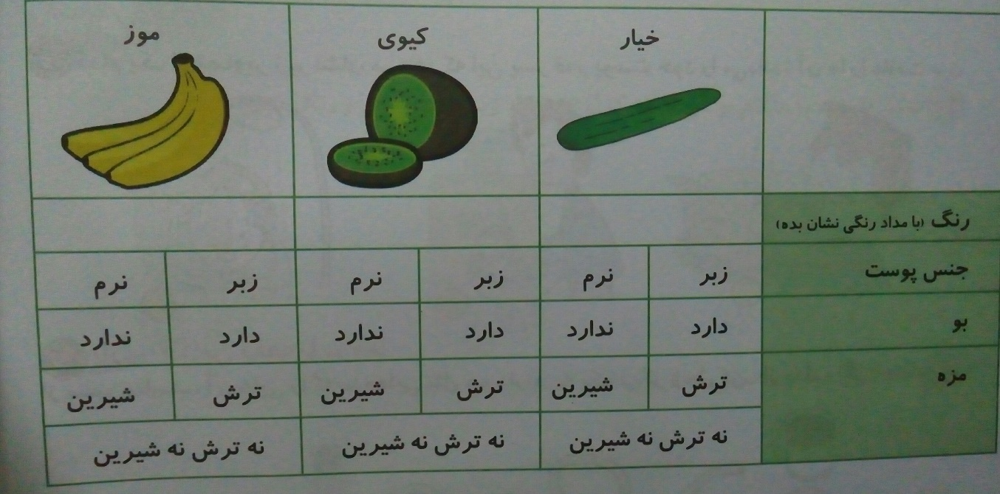 خیار کیوی موز
رنگ (با مداد رنگی نشان بده)
جنس پوست زبر نرم زبر نرم زبر نرم
بو دارد ندارد دارد ندارد دارد ندارد
مزه ترش شیرین ترش شیرین ترش شیرین
نه ترش نه شیرین نه ترش نه شیرین نه ترش نه شیرین